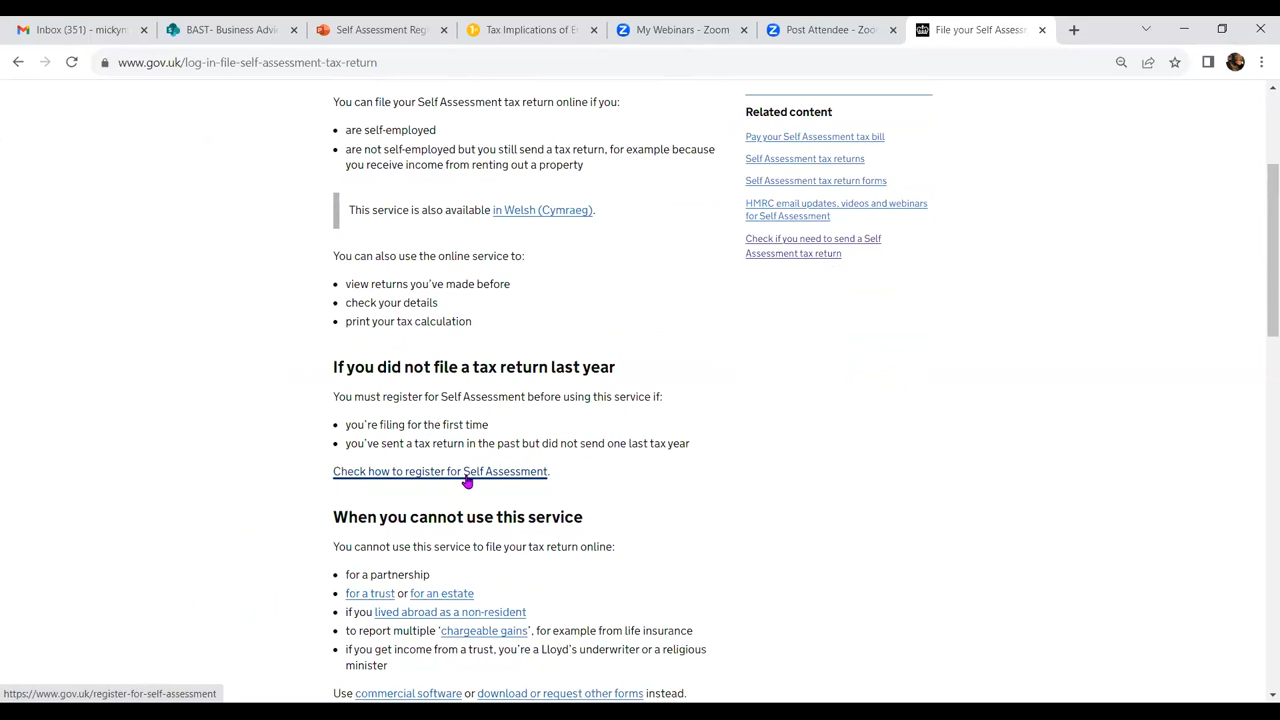 Inbox (351) - mickym
BAST- Business Advi
Self Assessment Reg
Tax Implications of E
My Webinars - Zoom
Post Attendee - Zoo
File your Self Assessm
www.gov.uk/log-in-file-self-assessment-tax-return
You can file your Self Assessment tax return online if you:
• are self-employed
• are not self-employed but you still send a tax return, for example because
you receive income from renting out a property
This service is also available in Welsh (Cymraeg).
You can also use the online service to:
• view returns you’ve made before
• check your details
• print your tax calculation
If you did not file a tax return last year
You must register for Self Assessment before using this service if:
• you’re filing for the first time
• you’ve sent a tax return in the past but did not send one last tax year
Check how to register for Self Assessment.
When you cannot use this service
You cannot use this service to file your tax return online:
• for a partnership
• for a trust or for an estate
• if you lived abroad as a non-resident
• to report multiple ‘chargeable gains’, for example from life insurance
• if you get income from a trust, you’re a Lloyd’s underwriter or a religious
minister
Use commercial software or download or request other forms instead.
Related content
Pay your Self Assessment tax bill
Self Assessment tax returns
Self Assessment tax return forms
HMRC email updates, videos and webinars
for Self Assessment
Check if you need to send a Self
Assessment tax return
https://www.gov.uk/register-for-self-assessment